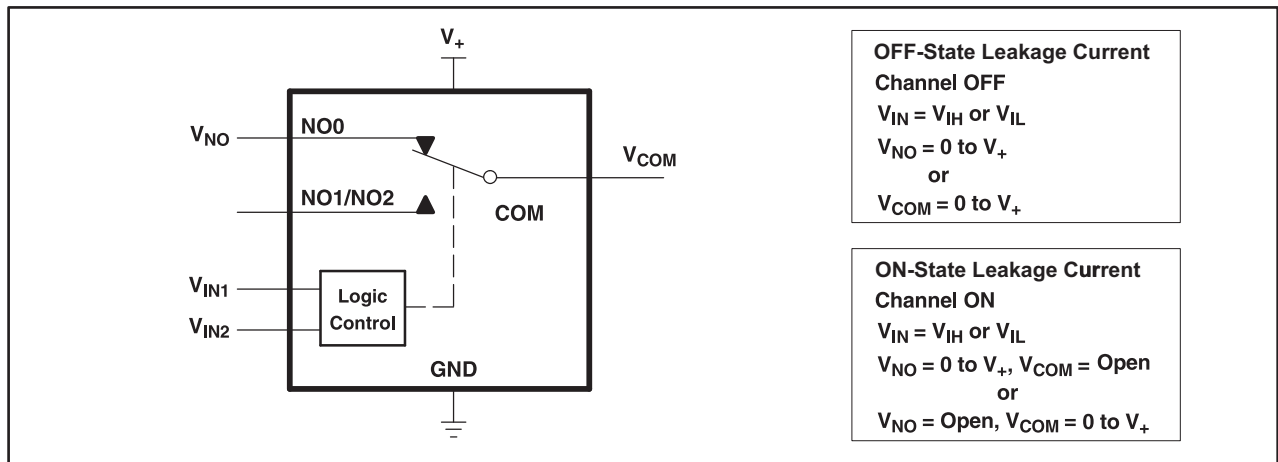 V+
VNO
NO0
VCOM
NO1/NO2
COM
VIN1
VIN2
Logic
Control
GND
OFF-State Leakage Current
Channel OFF
VIN = VIH or VIL
VNO = 0 to V+
or
VCOM = 0 to V+
ON-State Leakage Current
Channel ON
VIN = VIH or VIL
VNO = 0 to V+, VCOM = Open
or
VNO = Open, VCOM = 0 to V+